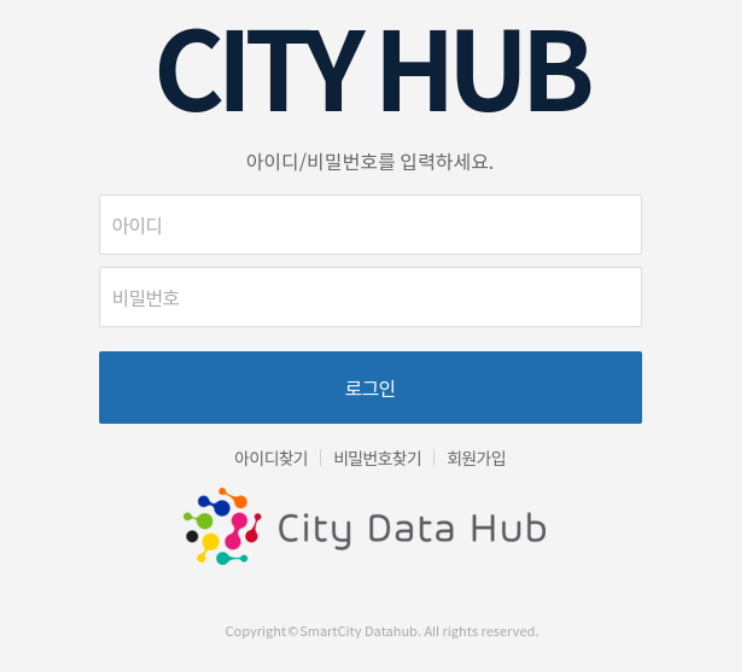 CITY HUB
아이디/비밀번호를 입력하세요.
아이디
비밀번호
로그인
아이디찾기 | 비밀번호찾기 | 회원가입
City Data Hub
Copyright©SmartCity Datahub. All rights reserved.